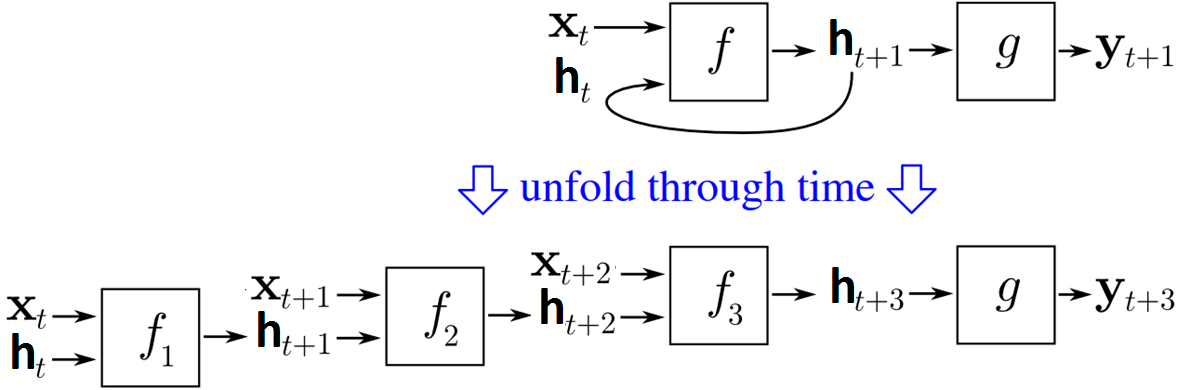 x_t f h_{t+1} g y_{t+1}
h_t
unfold through time
x_t f_1 x_{t+1} f_2 x_{t+2} f_3 h_{t+3} g y_{t+3}
h_t h_{t+1} h_{t+2}